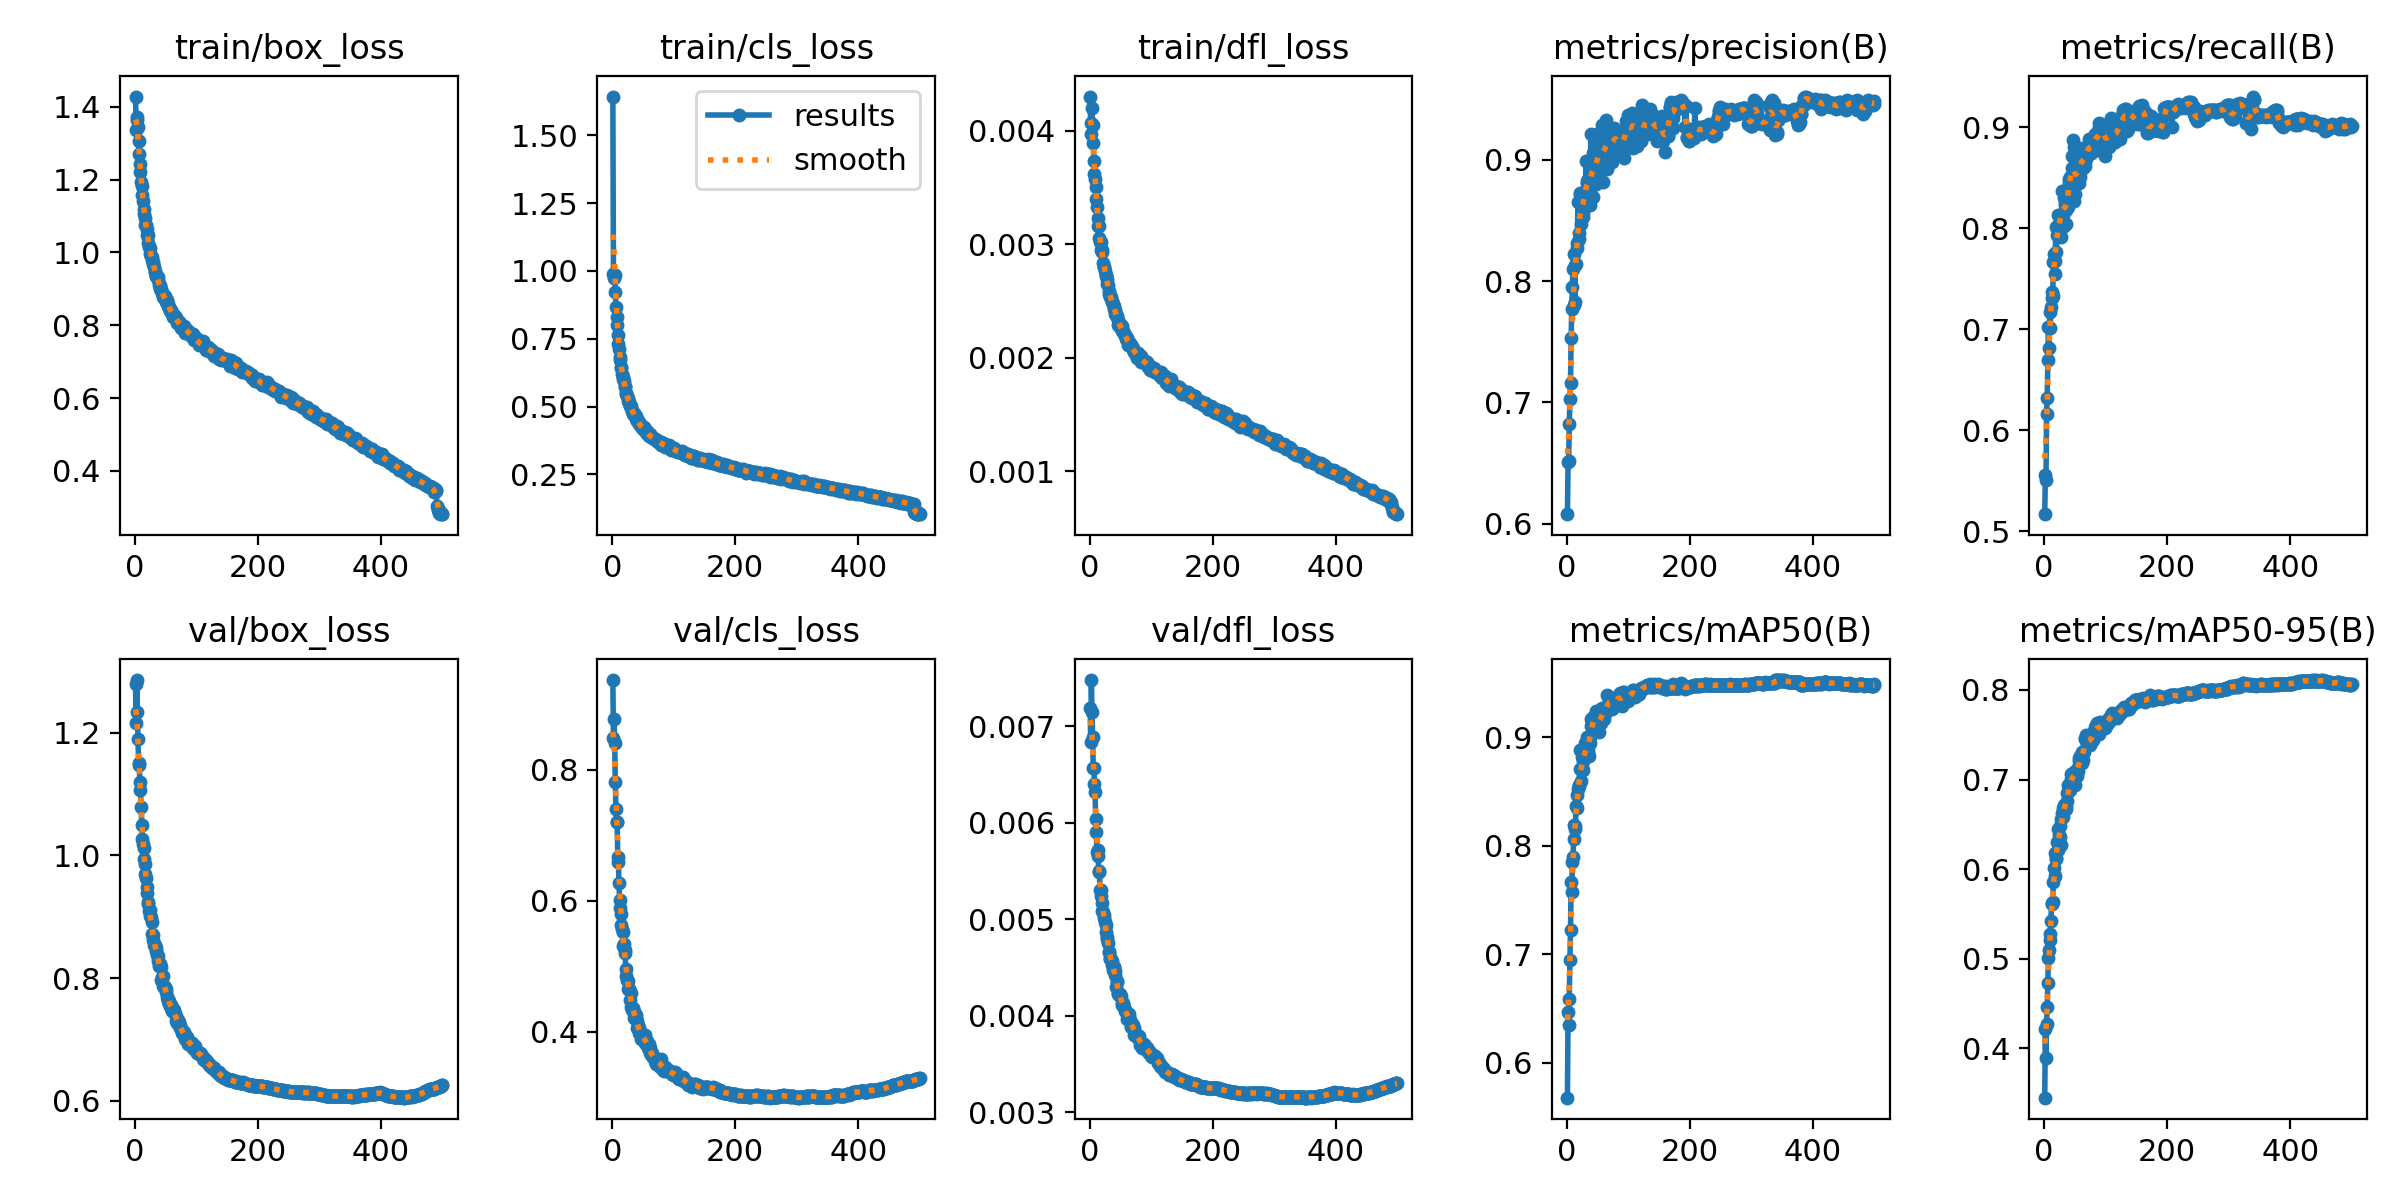 train/box_loss
1.4
1.2
1.0
0.8
0.6
0.4
0 200 400
train/cls_loss
results
smooth
1.50
1.25
1.00
0.75
0.50
0.25
0 200 400
train/dfl_loss
0.004
0.003
0.002
0.001
0 200 400
metrics/precision(B)
0.9
0.8
0.7
0.6
0 200 400
metrics/recall(B)
0.9
0.8
0.7
0.6
0.5
0 200 400
val/box_loss
1.2
1.0
0.8
0.6
0 200 400
val/cls_loss
0.8
0.6
0.4
0 200 400
val/dfl_loss
0.007
0.006
0.005
0.004
0.003
0 200 400
metrics/mAP50(B)
0.9
0.8
0.7
0.6
0 200 400
metrics/mAP50-95(B)
0.8
0.7
0.6
0.5
0.4
0 200 400